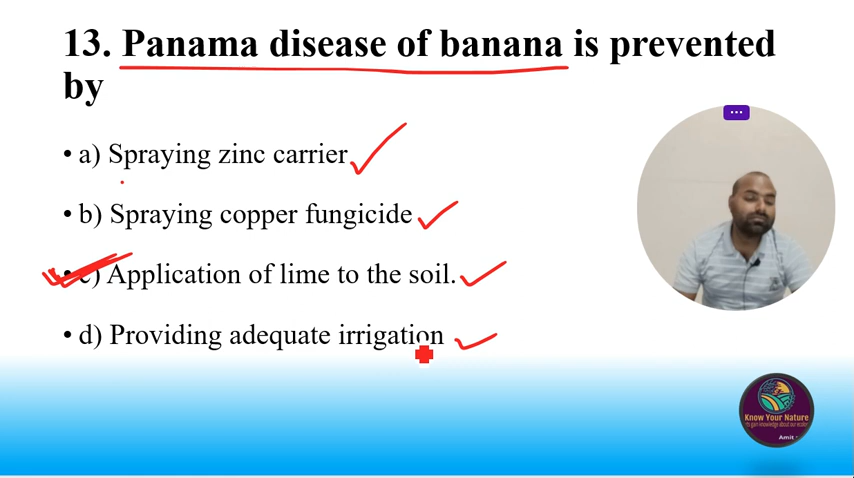 13. Panama disease of banana is prevented
by
• a) Spraying zinc carrier
• b) Spraying copper fungicide
• c) Application of lime to the soil.
• d) Providing adequate irrigation
Know Your Nature
Amit